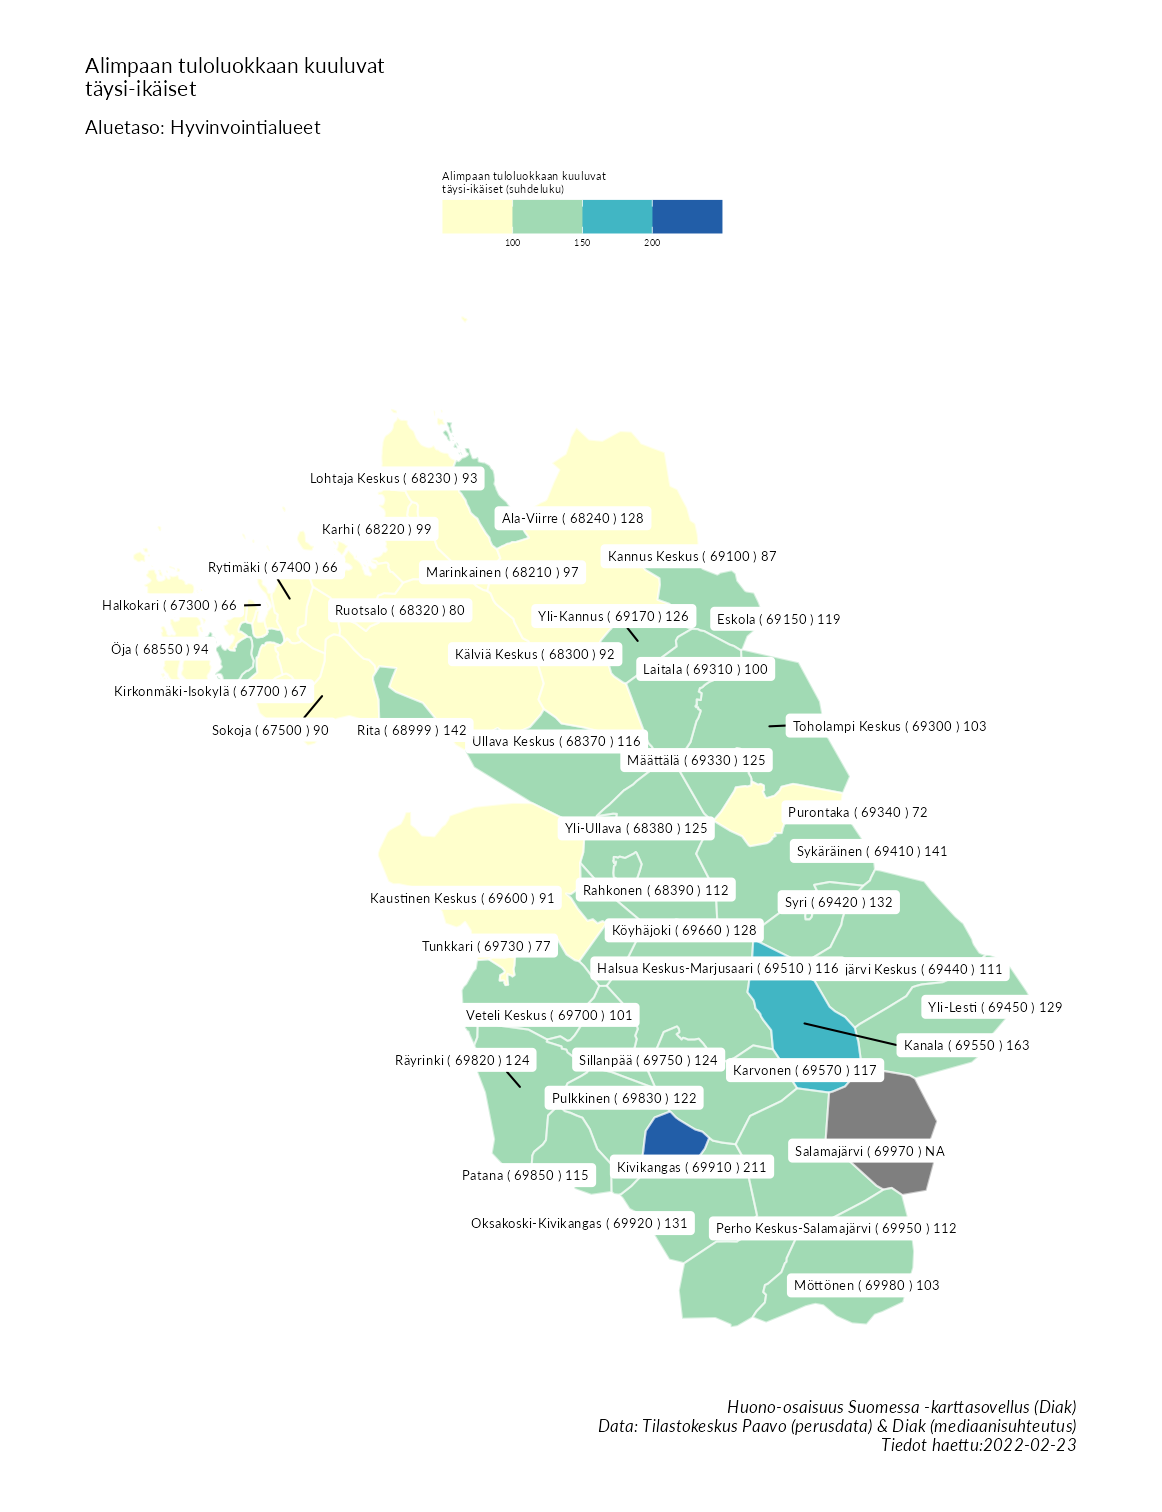 Alimpaan tuloluokkaan kuuluvat
täysi-ikäiset
Aluetaso: Hyvinvointialueet
Alimpaan tuloluokkaan kuuluvat
täysi-ikäiset (suhdeluku)
100 150 200
Lohtaja Keskus ( 68230 ) 93
Ala-Viirre ( 68240 ) 128
Karhi ( 68220 ) 99
Kannus Keskus ( 69100 ) 87
Rytimäki ( 67400 ) 66
Marinkainen ( 68210 ) 97
Halkokari ( 67300 ) 66
Ruotsalo ( 68320 ) 80
Yli-Kannus ( 69170 ) 126
Eskola ( 69150 ) 119
Öja ( 68550 ) 94
Kälviä Keskus ( 68300 ) 92
Laitala ( 69310 ) 100
Kirkonmäki-Isokylä ( 67700 ) 67
Sokoja ( 67500 ) 90
Rita ( 68999 ) 142
Toholampi Keskus ( 69300 ) 103
Ullava Keskus ( 68370 ) 116
Määttälä ( 69330 ) 125
Purontaka ( 69340 ) 72
Yli-Ullava ( 68380 ) 125
Sykäräinen ( 69410 ) 141
Rahkonen ( 68390 ) 112
Kaustinen Keskus ( 69600 ) 91
Syri ( 69420 ) 132
Köyhäjoki ( 69660 ) 128
Tunkkari ( 69730 ) 77
Halsua Keskus-Marjusaari ( 69510 ) 116
järvi Keskus ( 69440 ) 111
Yli-Lesti ( 69450 ) 129
Veteli Keskus ( 69700 ) 101
Kanala ( 69550 ) 163
Räyrinki ( 69820 ) 124
Sillanpää ( 69750 ) 124
Karvonen ( 69570 ) 117
Pulkkinen ( 69830 ) 122
Salamajärvi ( 69970 ) NA
Kivikangas ( 69910 ) 211
Patana ( 69850 ) 115
Oksakoski-Kivikangas ( 69920 ) 131
Perho Keskus-Salamajärvi ( 69950 ) 112
Möttönen ( 69980 ) 103
Huono-osaisuus Suomessa -karttasovellus (Diak)
Data: Tilastokeskus Paavo (perusdata) & Diak (mediaanisuhteutus)
Tiedot haettu:2022-02-23